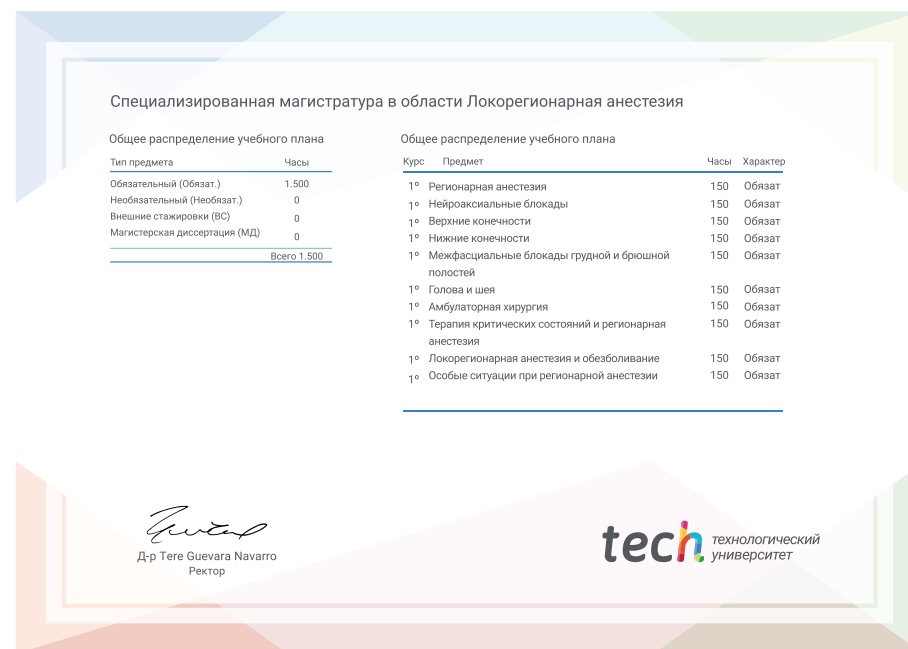 Специализированная магистратура в области Локорегионарная анестезия
Общее распределение учебного плана
Тип предмета Часы
Обязательный (Обязат.) 1.500
Необязательный (Необязат.) 0
Внешние стажировки (ВС) 0
Магистерская диссертация (МД) 0
Всего 1.500
Общее распределение учебного плана
Курс Предмет Часы Характер
1º Регионарная анестезия 150 Обязат
1º Нейроаксиальные блокады 150 Обязат
1º Верхние конечности 150 Обязат
1º Нижние конечности 150 Обязат
1º Межфасциальные блокады грудной и брюшной 150 Обязат
полостей
1º Голова и шея 150 Обязат
1º Амбулаторная хирургия 150 Обязат
1º Терапия критических состояний и регионарная 150 Обязат
анестезия
1º Локорегионарная анестезия и обезболивание 150 Обязат
1º Особые ситуации при регионарной анестезии 150 Обязат
Д-р Tere Guevara Navarro
Ректор
tech технологический
университет